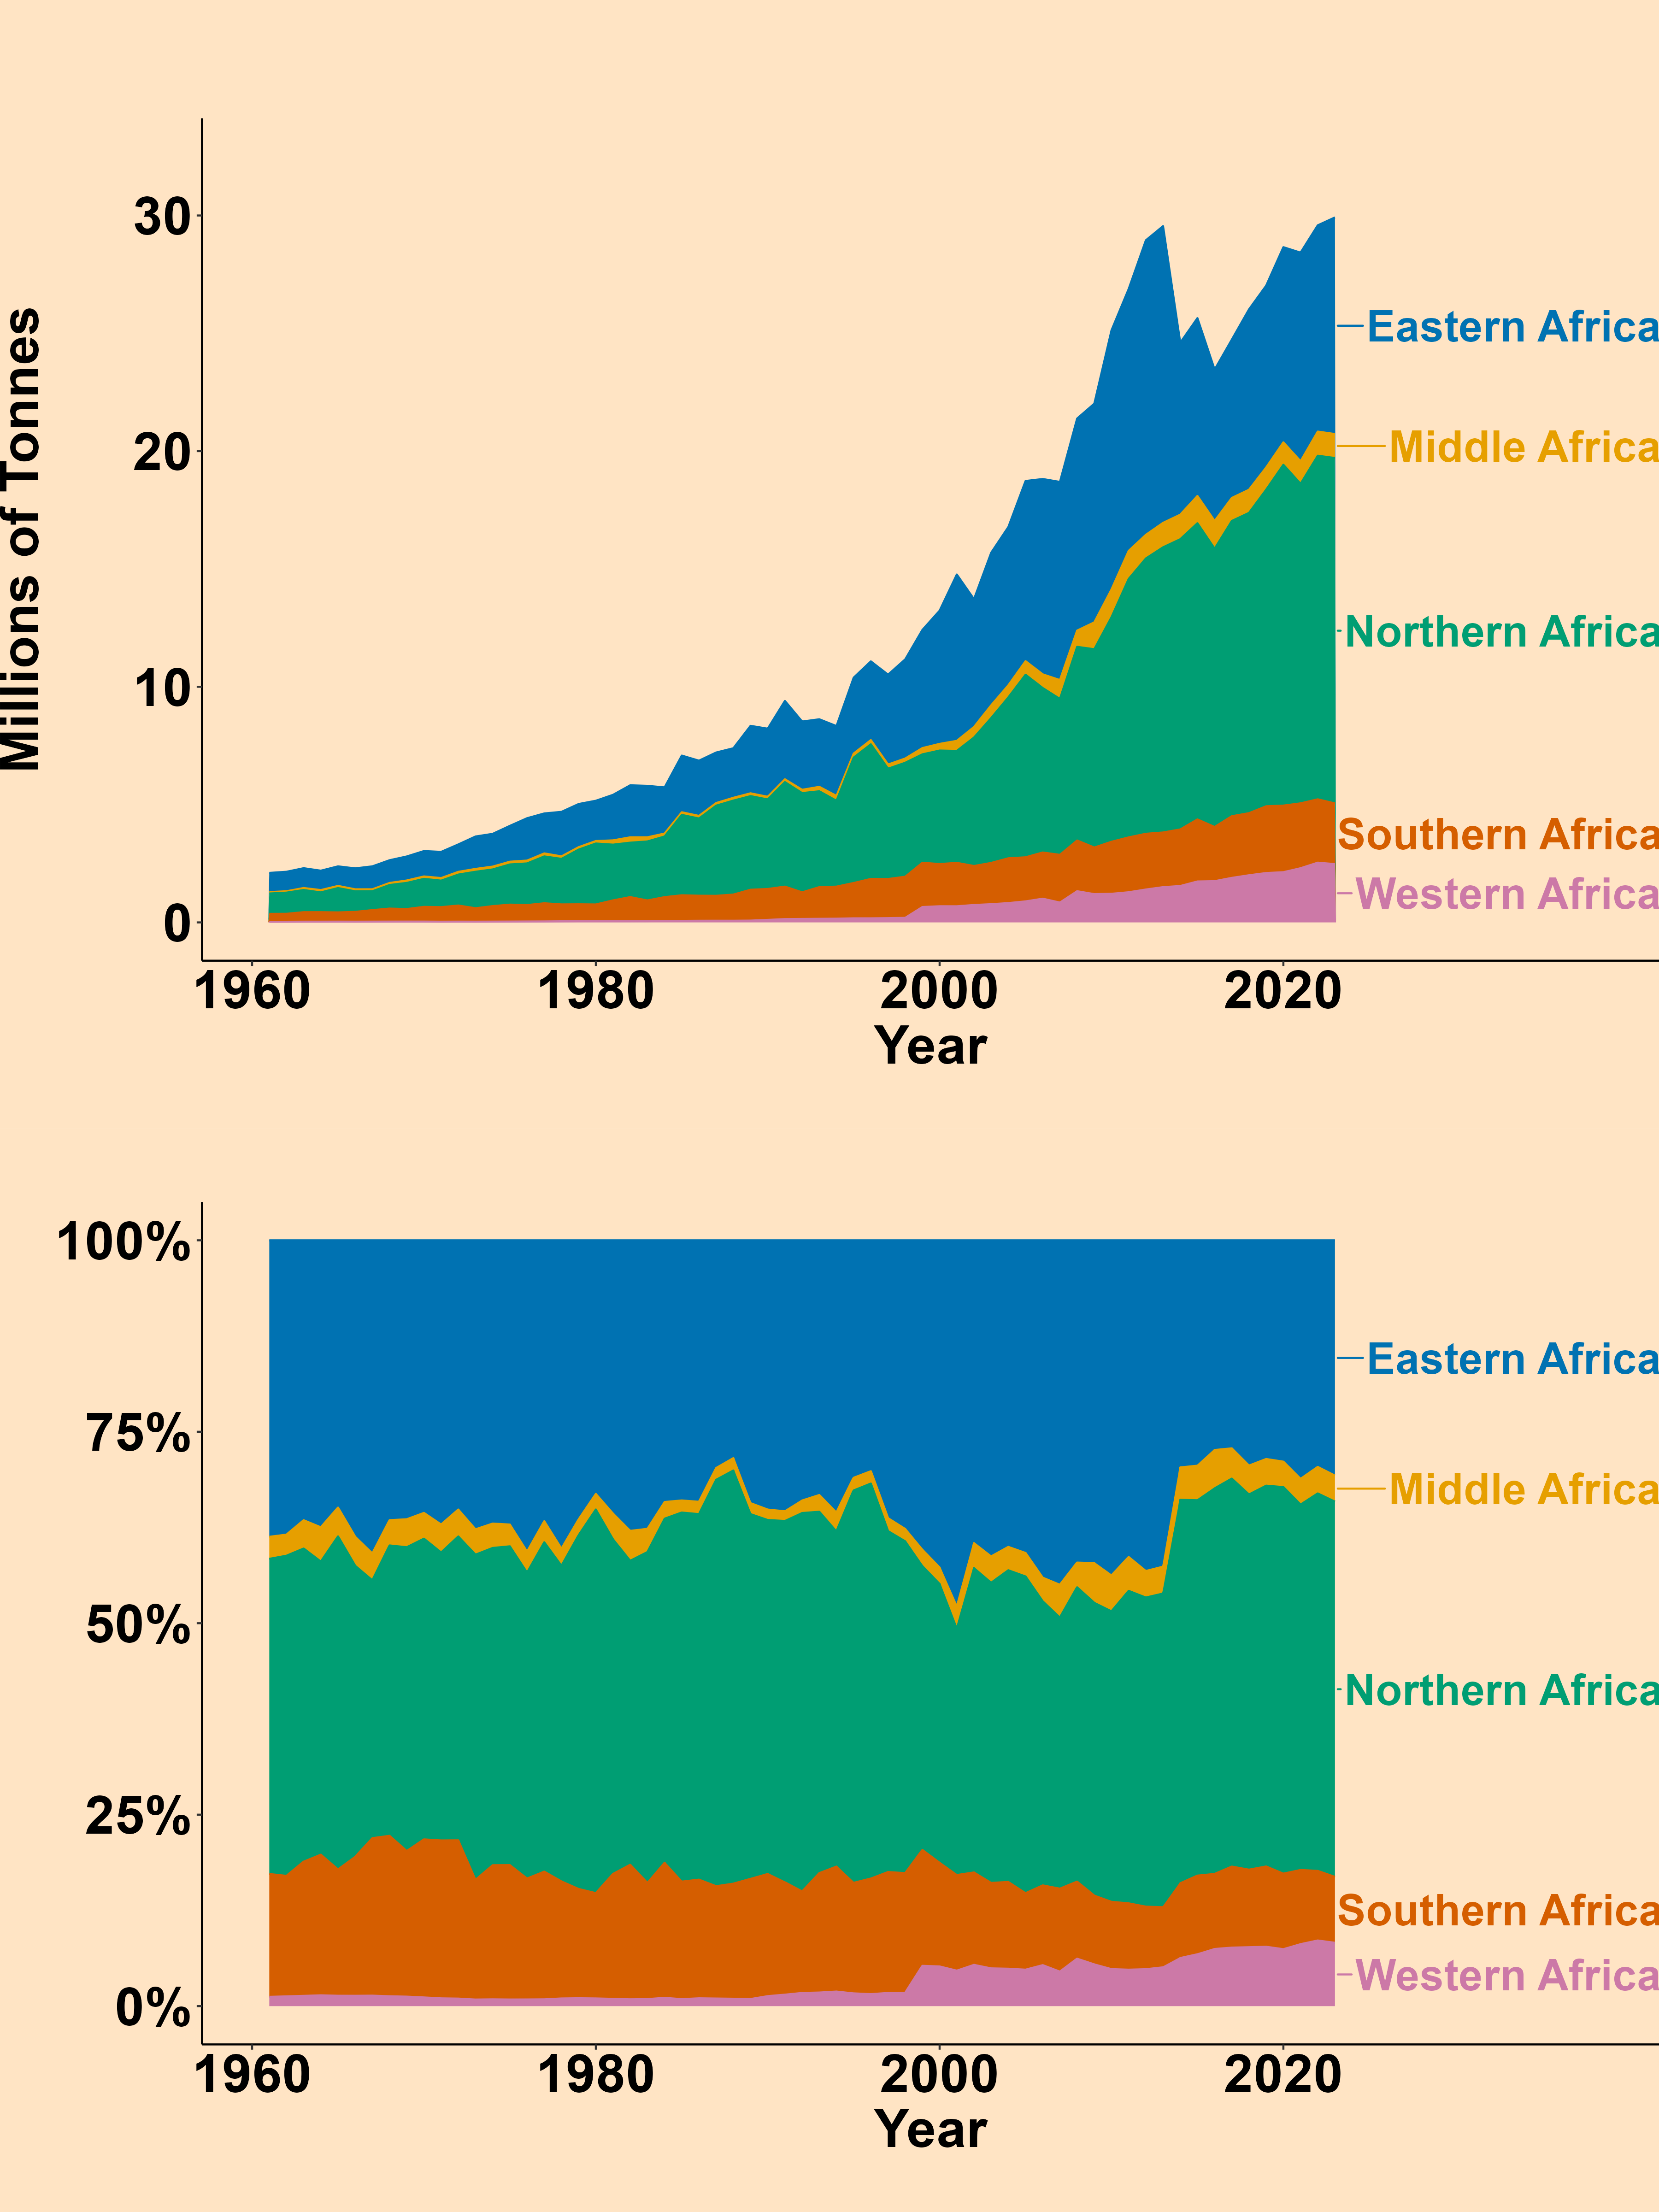 Millions of Tonnes
30
20
10
0
Eastern Africa
Middle Africa
Northern Africa
Southern Africa
Western Africa
1960 1980 2000 2020
Year
100%
75%
50%
25%
0%
Eastern Africa
Middle Africa
Northern Africa
Southern Africa
Western Africa
1960 1980 2000 2020
Year